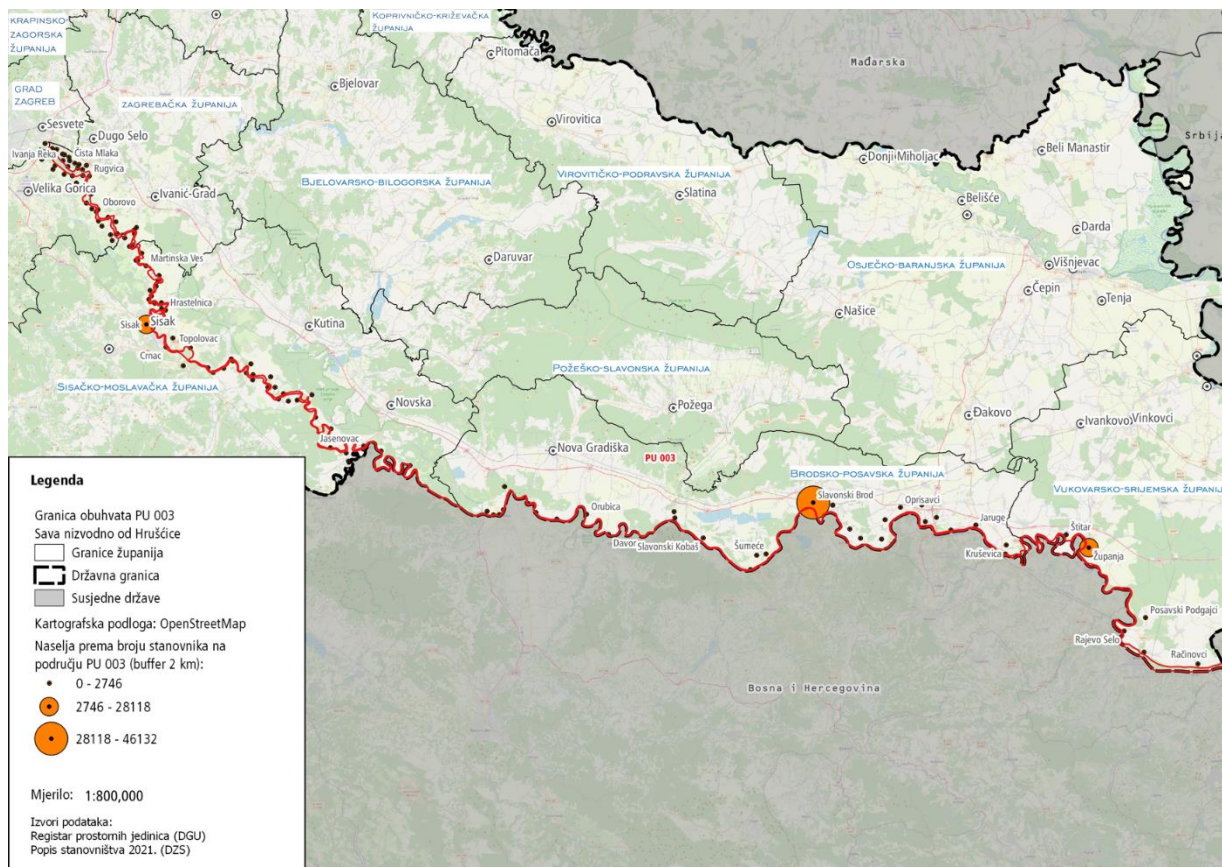 KRAPINSKO-
ZAGORSKA
ŽUPANIJA
KOPRIVNIČKO-KRIŽEVAČKA
ŽUPANIJA
Pitomača
Mađarska
GRAD
ZAGREB
ZAGREBAČKA ŽUPANIJA
Bjelovar
Virovitica
Srbija
Sesvete
Dugo Selo
Ivanja Reka
Čista Mlaka
Rugvica
Donji Miholjac
Beli Manastir
Velika Gorica
Ivanić-Grad
BJELOVARSKO-BILOGORSKA ŽUPANIJA
VIROVITIČKO-PODRAVSKA ŽUPANIJA
Slatina
Belišće
Oborovo
Darda
Martinska Ves
Daruvar
OSJEČKO-BARANJSKA ŽUPANIJA
Višnjevac
Čepin
Tenja
Hrastelnica
Našice
Sisak
Sisak
Kutina
Topolovac
Crnac
SISAČKO-MOSLAVAČKA ŽUPANIJA
POŽEŠKO-SLAVONSKA ŽUPANIJA
Novska
Požega
Đakovo
Ivankovo
Vinkovci
Jasenovac
Nova Gradiška
PU 003
BRODSKO-POSAVSKA ŽUPANIJA
VUKOVARSKO-SRIJEMSKA ŽUPANIJA
Slavonski Brod
Oprisavci
Orubica
Jaruge
Štitar
Davor
Slavonski Kobaš
Šumeće
Kruševica
Županja
Posavski Podgajci
Rajevo Selo
Račinovci
Bosna i Hercegovina
Legenda
Granica obuhvata PU 003
Sava nizvodno od Hrušćice
Granice županija
Državna granica
Susjedne države
Kartografska podloga: OpenStreetMap
Naselja prema broju stanovnika na
području PU 003 (buffer 2 km):
0 - 2746
2746 - 28118
28118 - 46132
Mjerilo: 1:800,000
Izvori podataka:
Registar prostornih jedinica (DGU)
Popis stanovništva 2021. (DZS)